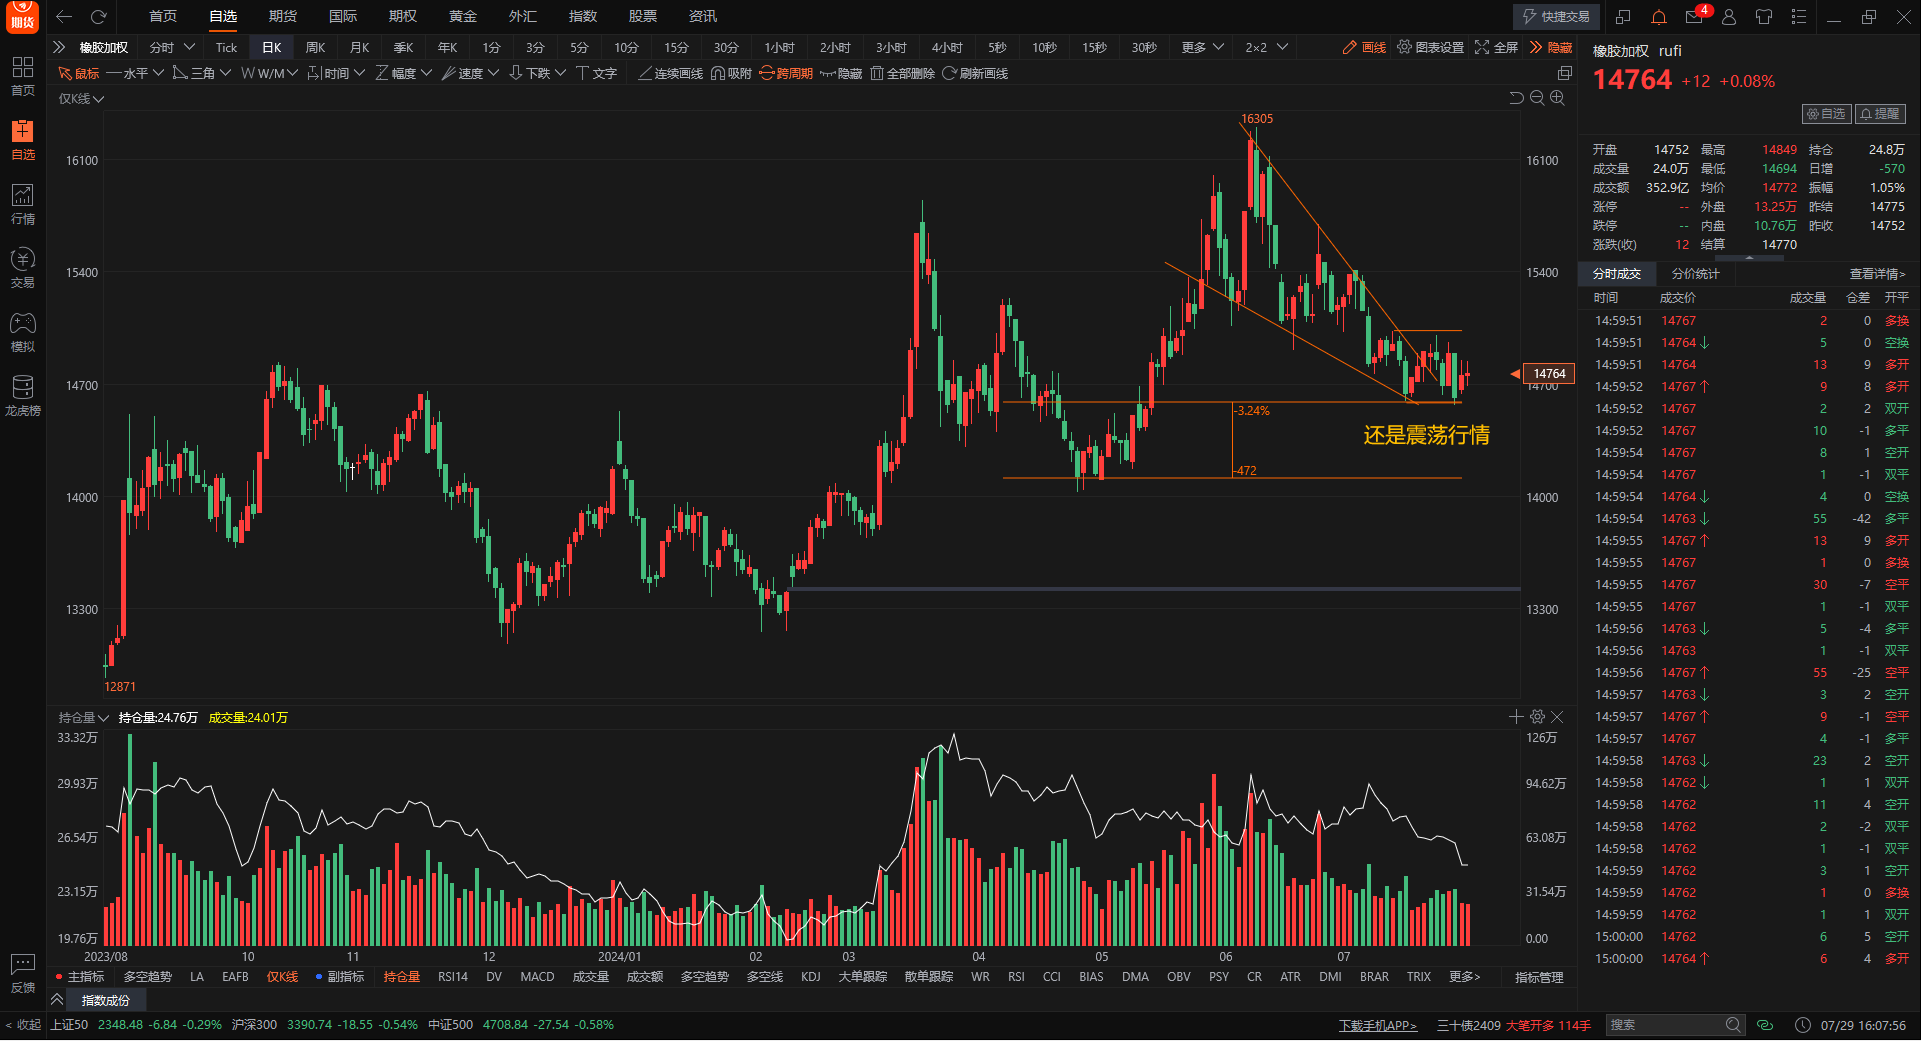 期货 首页 自选 期货 国际 期权 黄金 外汇 指数 股票 资讯 快捷交易 4
橡胶加权 分时 Tick 日K 周K 月K 季K 年K 1分 3分 5分 10分 15分 30分 1小时 2小时 3小时 4小时 5秒 10秒 15秒 30秒 更多 2×2 画线 图表设置 全屏 隐藏
鼠标 水平 三角 W/M 时间 幅度 速度 下跌 文字 连续画线 吸附 跨周期 隐藏 全部删除 刷新画线
仅K线
首页
自选
行情
交易
模拟
龙虎榜
反馈
16305
16100 16100
15400 15400
14700 14700
14764
-3.24%
还是震荡行情
-472
14000 14000
13300 13300
12871
持仓量 持仓量:24.76万 成交量:24.01万
33.32万 126万
29.93万 94.62万
26.54万 63.08万
23.15万 31.54万
19.76万 0.00
2023/08 10 11 12 2024/01 02 03 04 05 06 07
主指标 多空趋势 LA EAFB 仅K线 副指标 持仓量 RSI14 DV MACD 成交量 成交额 多空趋势 多空线 KDJ 大单跟踪 散单跟踪 WR RSI CCI BIAS DMA OBV PSY CR ATR DMI BRAR TRIX 更多> 指标管理
指数成份
橡胶加权 rufi
14764 +12 +0.08%
自选 提醒
开盘 14752 最高 14849 持仓 24.8万
成交量 24.0万 最低 14694 日增 -570
成交额 352.9亿 均价 14772 振幅 1.05%
涨停 -- 外盘 13.25万 昨结 14775
跌停 -- 内盘 10.76万 昨收 14752
涨跌(收) 12 结算 14770
分时成交 分价统计 查看详情>
时间 成交价 成交量 仓差 开平
14:59:51 14767 2 0 多换
14:59:51 14764↓ 5 0 空换
14:59:51 14764 13 9 多开
14:59:52 14767↑ 9 8 多开
14:59:52 14767 2 2 双开
14:59:52 14767 10 -1 多平
14:59:54 14767 8 1 空开
14:59:54 14767 1 -1 双平
14:59:54 14764↓ 4 0 空换
14:59:54 14763↓ 55 -42 多平
14:59:55 14767↑ 13 9 多开
14:59:55 14767 1 0 多换
14:59:55 14767 30 -7 空平
14:59:55 14767 1 -1 双平
14:59:56 14763↓ 5 -4 多平
14:59:56 14763 1 -1 双平
14:59:56 14767↑ 55 -25 空平
14:59:57 14763↓ 3 2 空开
14:59:57 14767↑ 9 -1 空平
14:59:57 14767 4 -1 多平
14:59:58 14763↓ 23 2 空开
14:59:58 14762↓ 1 1 双开
14:59:58 14762 11 4 空开
14:59:58 14762 2 -2 双平
14:59:58 14762 1 -1 双平
14:59:59 14762 3 1 空开
14:59:59 14762 1 0 多换
14:59:59 14762 1 1 双开
15:00:00 14762 6 5 空开
15:00:00 14764↑ 6 4 多开
< 收起 上证50 2348.48 -6.84 -0.29% 沪深300 3390.74 -18.55 -0.54% 中证500 4708.84 -27.54 -0.58% 下载手机APP> 三十债2409 大笔开多 114手 搜索 07/29 16:07:56